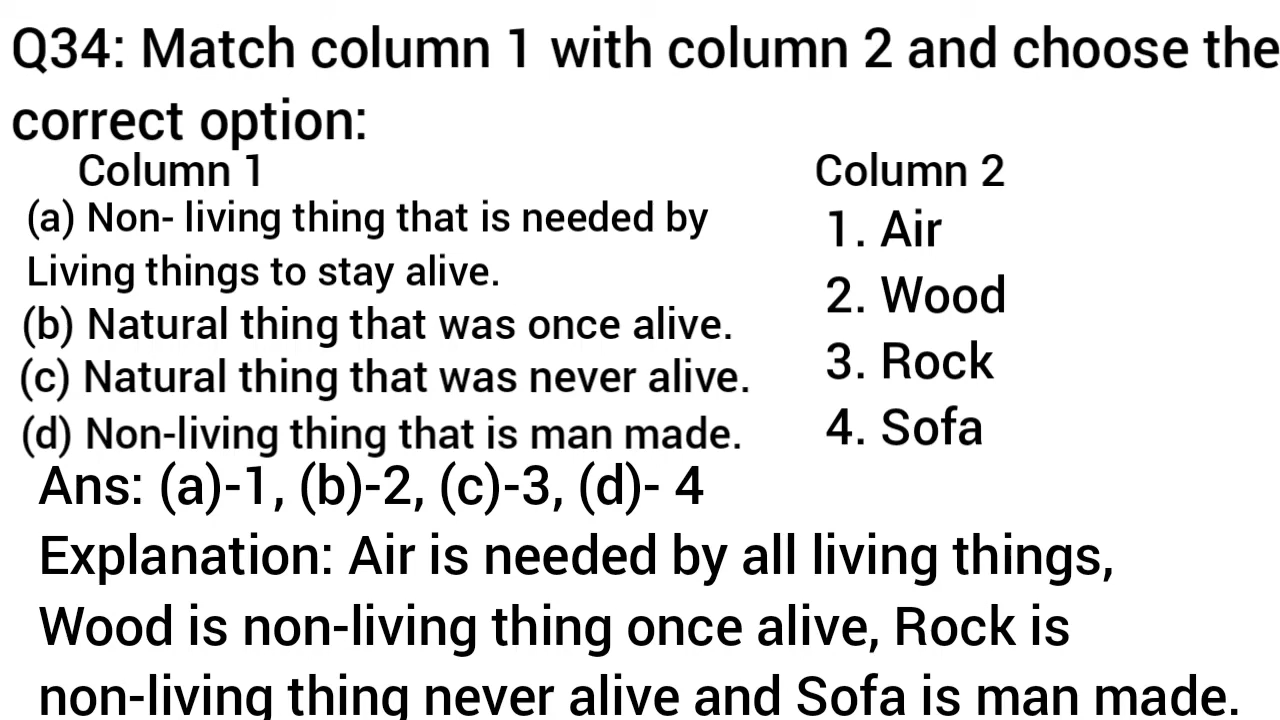 Q34: Match column 1 with column 2 and choose the
correct option:
Column 1
(a) Non- living thing that is needed by
Living things to stay alive.
(b) Natural thing that was once alive.
(c) Natural thing that was never alive.
(d) Non-living thing that is man made.
Column 2
1. Air
2. Wood
3. Rock
4. Sofa
Ans: (a)-1, (b)-2, (c)-3, (d)- 4
Explanation: Air is needed by all living things,
Wood is non-living thing once alive, Rock is
non-living thing never alive and Sofa is man made.